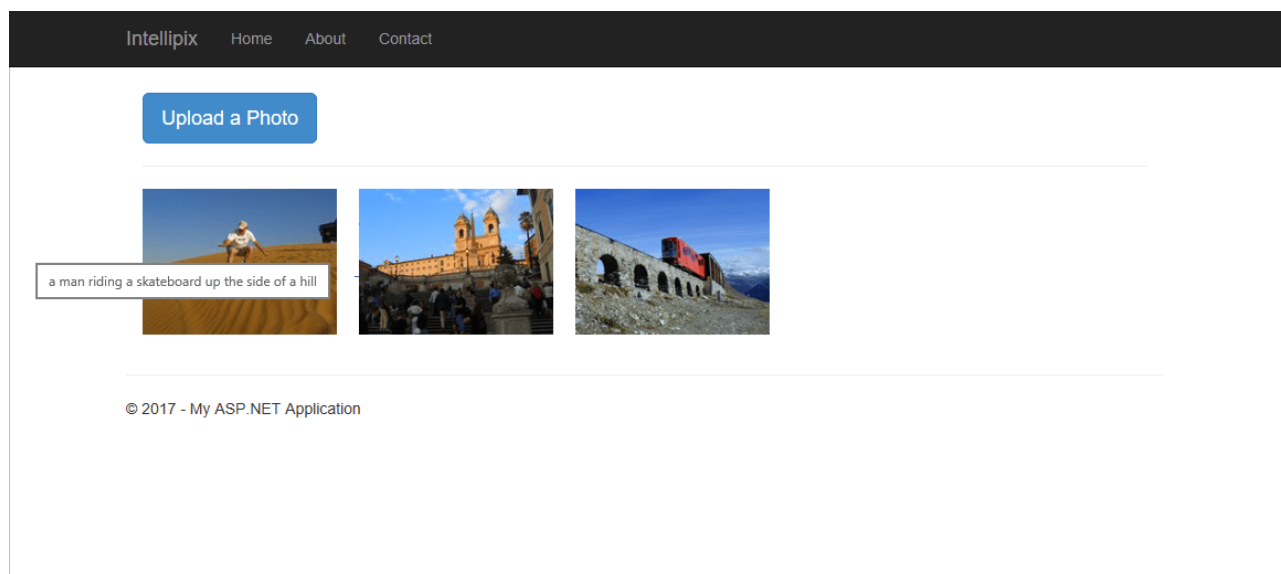 Intellipix Home About Contact
Upload a Photo
a man riding a skateboard up the side of a hill
© 2017 - My ASP.NET Application